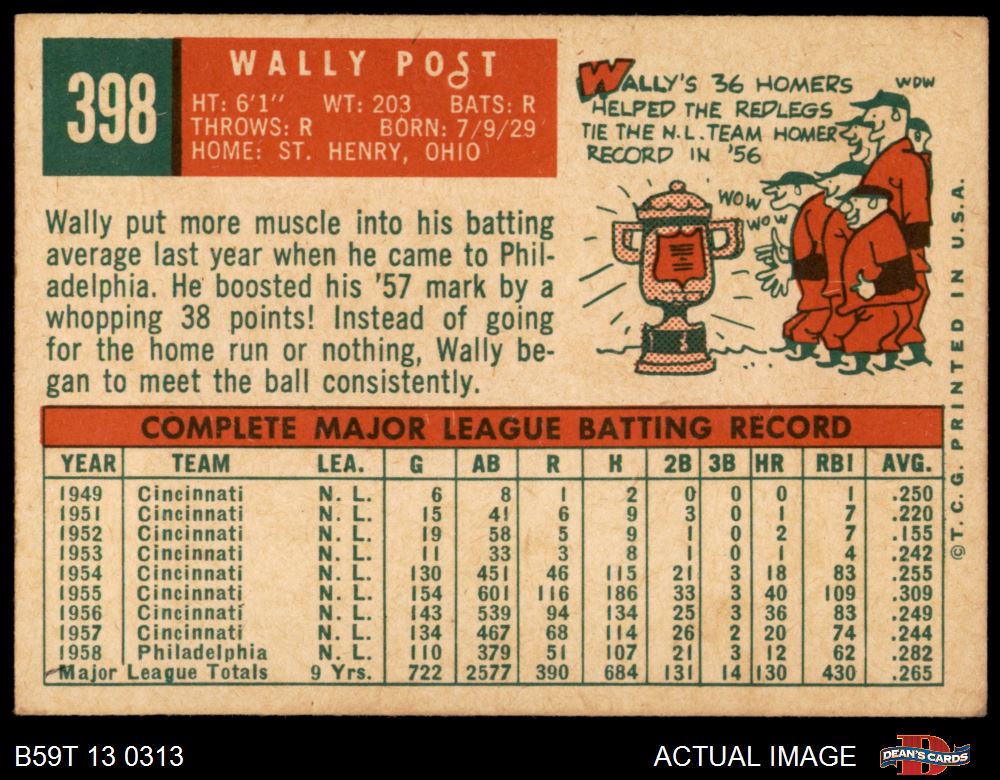 398
WALLY POST
HT: 6'1" WT: 203 BATS: R
THROWS: R BORN: 7/9/29
HOME: ST. HENRY, OHIO
WALLY'S 36 HOMERS
HELPED THE REDLEGS
TIE THE N.L. TEAM HOMER
RECORD IN '56
WOW
WOW
WOW
Wally put more muscle into his batting
average last year when he came to Phil-
adelphia. He boosted his '57 mark by a
whopping 38 points! Instead of going
for the home run or nothing, Wally be-
gan to meet the ball consistently.
COMPLETE MAJOR LEAGUE BATTING RECORD
YEAR TEAM LEA. G AB R H 2B 3B HR RBI AVG.
1949 Cincinnati N. L. 6 8 1 2 0 0 0 1 .250
1951 Cincinnati N. L. 15 41 6 9 3 0 1 7 .220
1952 Cincinnati N. L. 19 58 5 9 1 0 2 7 .155
1953 Cincinnati N. L. 11 33 3 8 1 0 1 4 .242
1954 Cincinnati N. L. 130 451 46 115 21 3 18 83 .255
1955 Cincinnati N. L. 154 601 116 186 33 3 40 109 .309
1956 Cincinnati N. L. 143 539 94 134 25 3 36 83 .249
1957 Cincinnati N. L. 134 467 68 114 26 2 20 74 .244
1958 Philadelphia N. L. 110 379 51 107 21 3 12 62 .282
Major League Totals 9 Yrs. 722 2577 390 684 131 14 130 430 .265
©T. C. G. PRINTED IN U.S.A.
B59T 13 0313
ACTUAL IMAGE
DEAN'S CARDS